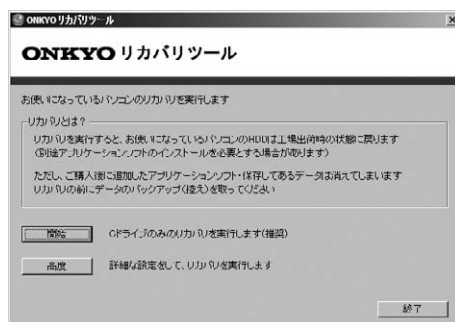 ONKYO リカバリツール
ONKYO リカバリツール
お使いになっているパソコンのリカバリを実行します
リカバリとは？
リカバリを実行すると、お使いになっているパソコンのHDDは工場出荷時の状態に戻ります
(別途アプリケーションソフトのインストールを必要とする場合があります)
ただし、ご購入後に追加したアプリケーションソフト・保存してあるデータは消えてしまいます
リカバリの前にデータのバックアップ(控え)を取ってください
開始 Cドライブのみのリカバリを実行します(推奨)
高度 詳細な設定をして、リカバリを実行します
終了